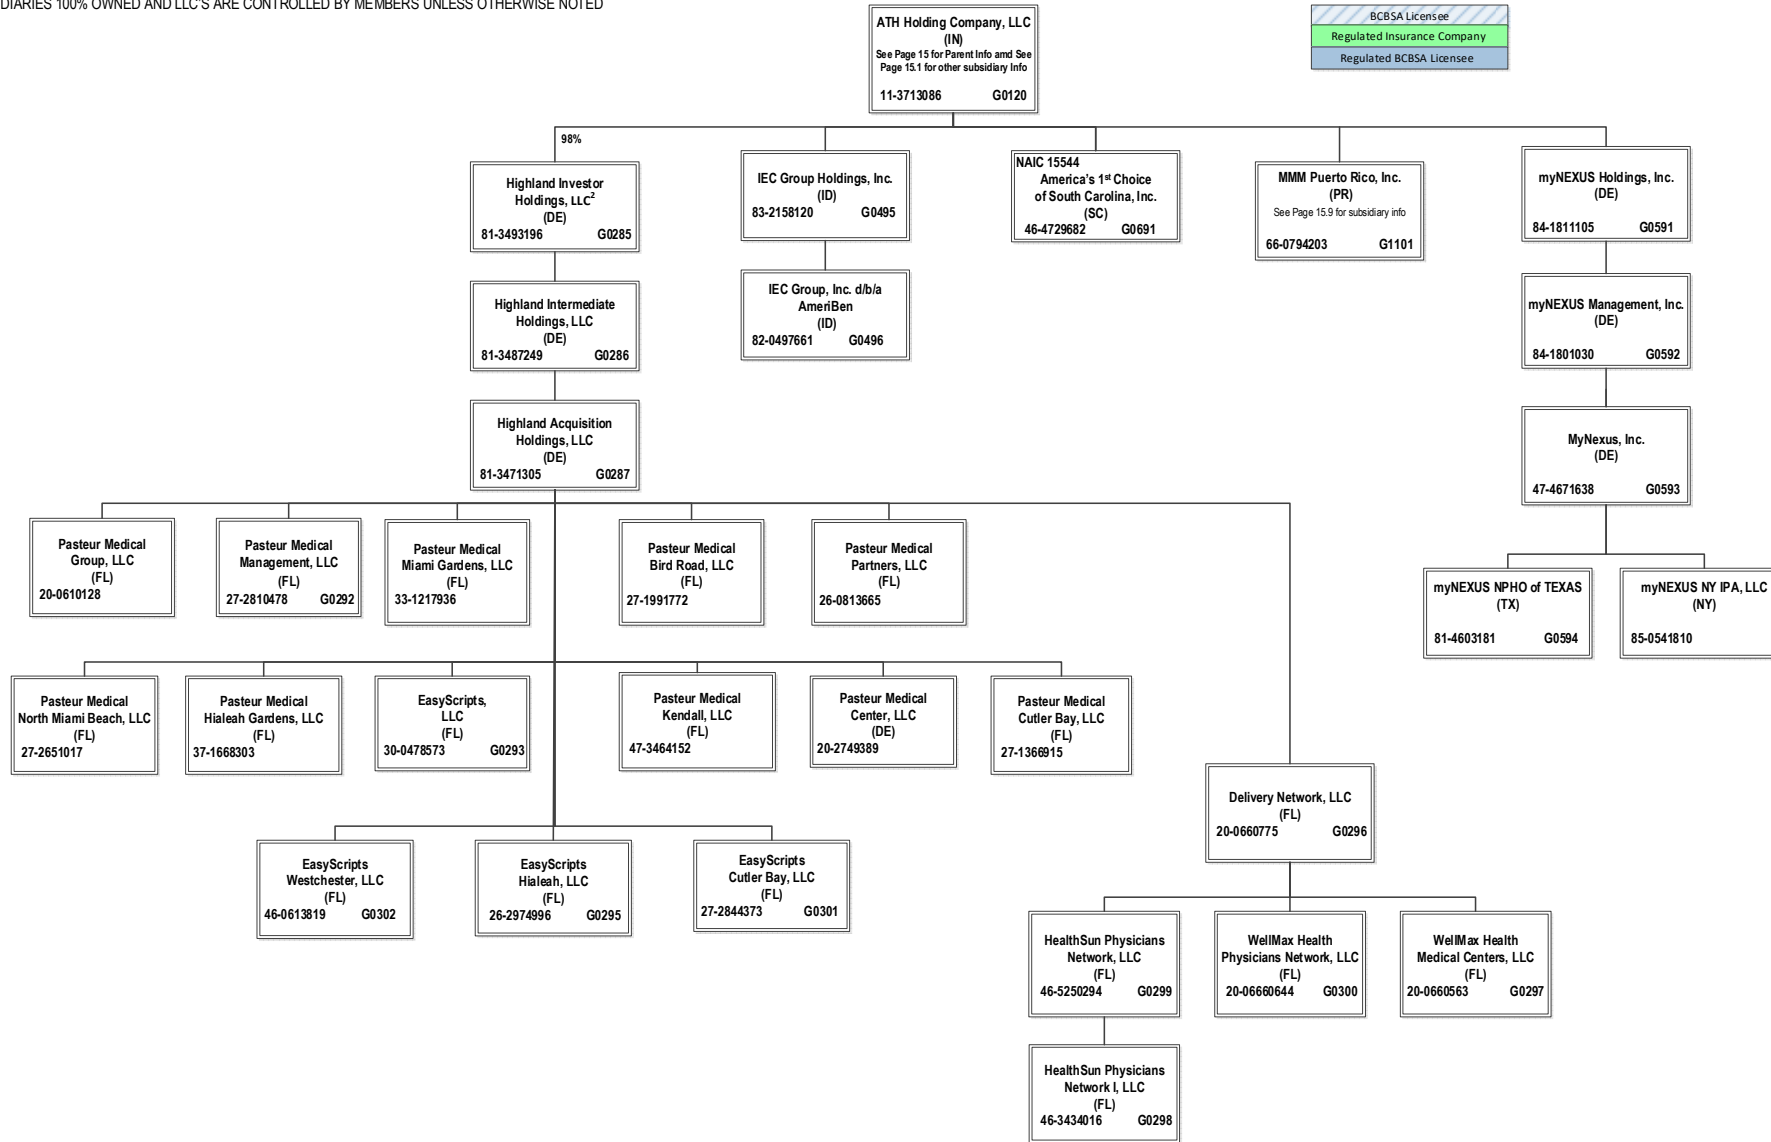 DIARIES 100% OWNED AND LLC'S ARE CONTROLLED BY MEMBERS UNLESS OTHERWISE NOTED
ATH Holding Company, LLC
(IN)
See Page 15 for Parent Info amd See
Page 15.1 for other subsidiary Info
11-3713086 G0120
BCBSA Licensee
Regulated Insurance Company
Regulated BCBSA Licensee
98%
Highland Investor
Holdings, LLC²
(DE)
81-3493196 G0285
IEC Group Holdings, Inc.
(ID)
83-2158120 G0495
NAIC 15544
America's 1st Choice
of South Carolina, Inc.
(SC)
46-4729682 G0691
MMM Puerto Rico, Inc.
(PR)
See Page 15.9 for subsidiary info
66-0794203 G1101
myNEXUS Holdings, Inc.
(DE)
84-1811105 G0591
Highland Intermediate
Holdings, LLC
(DE)
81-3487249 G0286
IEC Group, Inc. d/b/a
AmeriBen
(ID)
82-0497661 G0496
myNEXUS Management, Inc.
(DE)
84-1801030 G0592
Highland Acquisition
Holdings, LLC
(DE)
81-3471305 G0287
MyNexus, Inc.
(DE)
47-4671638 G0593
Pasteur Medical
Group, LLC
(FL)
20-0610128
Pasteur Medical
Management, LLC
(FL)
27-2810478 G0292
Pasteur Medical
Miami Gardens, LLC
(FL)
33-1217936
Pasteur Medical
Bird Road, LLC
(FL)
27-1991772
Pasteur Medical
Partners, LLC
(FL)
26-0813665
myNEXUS NPHO of TEXAS
(TX)
81-4603181 G0594
myNEXUS NY IPA, LLC
(NY)
85-0541810
Pasteur Medical
North Miami Beach, LLC
(FL)
27-2651017
Pasteur Medical
Hialeah Gardens, LLC
(FL)
37-1668303
EasyScripts,
LLC
(FL)
30-0478573 G0293
Pasteur Medical
Kendall, LLC
(FL)
47-3464152
Pasteur Medical
Center, LLC
(DE)
20-2749389
Pasteur Medical
Cutler Bay, LLC
(FL)
27-1366915
Delivery Network, LLC
(FL)
20-0660775 G0296
EasyScripts
Westchester, LLC
(FL)
46-0613819 G0302
EasyScripts
Hialeah, LLC
(FL)
26-2974996 G0295
EasyScripts
Cutler Bay, LLC
(FL)
27-2844373 G0301
HealthSun Physicians
Network, LLC
(FL)
46-5250294 G0299
WellMax Health
Physicians Network, LLC
(FL)
20-06660644 G0300
WellMax Health
Medical Centers, LLC
(FL)
20-0660563 G0297
HealthSun Physicians
Network I, LLC
(FL)
46-3434016 G0298